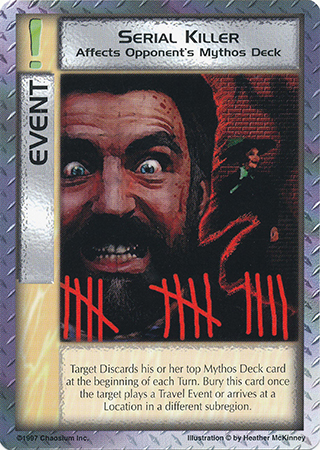 Serial Killer
Affects Opponent's Mythos Deck
EVENT!
Target Discards his or her top Mythos Deck card
at the beginning of each Turn. Bury this card once
the target plays a Travel Event or arrives at a
Location in a different subregion.
©1997 Chaosium Inc.
Illustration © by Heather McKinney